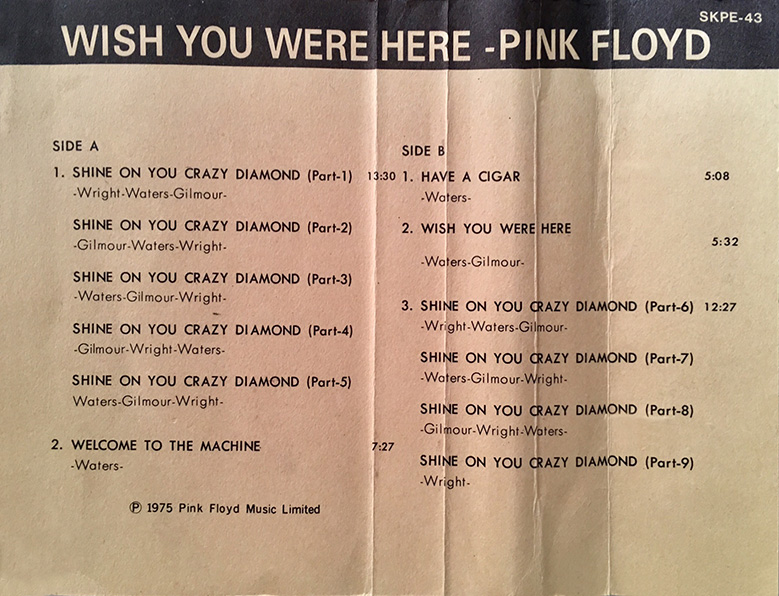 SKPE-43
WISH YOU WERE HERE -PINK FLOYD
SIDE A
1. SHINE ON YOU CRAZY DIAMOND (Part-1) 13:30
-Wright-Waters-Gilmour-
SHINE ON YOU CRAZY DIAMOND (Part-2)
-Gilmour-Waters-Wright-
SHINE ON YOU CRAZY DIAMOND (Part-3)
-Waters-Gilmour-Wright-
SHINE ON YOU CRAZY DIAMOND (Part-4)
-Gilmour-Wright-Waters-
SHINE ON YOU CRAZY DIAMOND (Part-5)
Waters-Gilmour-Wright-
2. WELCOME TO THE MACHINE 7:27
-Waters-
℗ 1975 Pink Floyd Music Limited
SIDE B
1. HAVE A CIGAR 5:08
-Waters-
2. WISH YOU WERE HERE
5:32
-Waters-Gilmour-
3. SHINE ON YOU CRAZY DIAMOND (Part-6) 12:27
-Wright-Waters-Gilmour-
SHINE ON YOU CRAZY DIAMOND (Part-7)
-Waters-Gilmour-Wright-
SHINE ON YOU CRAZY DIAMOND (Part-8)
-Gilmour-Wright-Waters-
SHINE ON YOU CRAZY DIAMOND (Part-9)
-Wright-